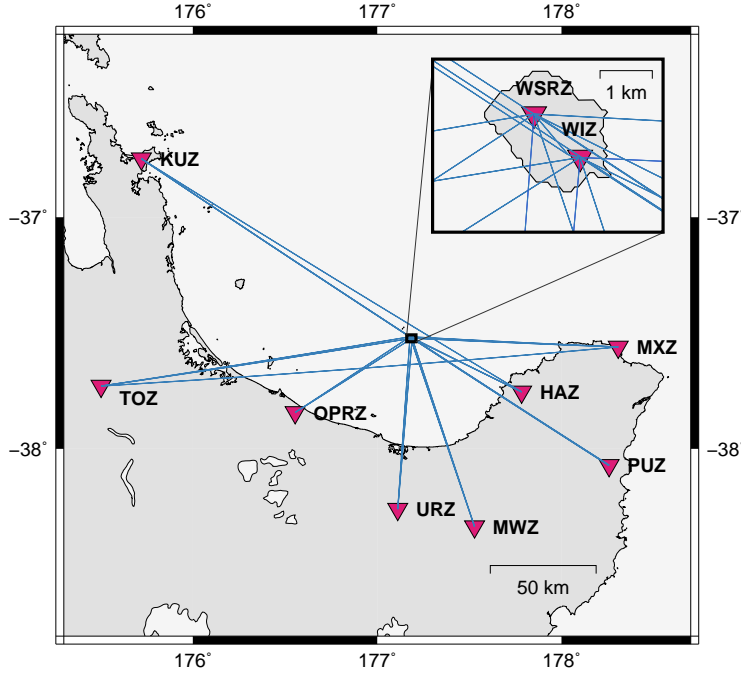 176˚ 177˚ 178˚
WSRZ
1 km
WIZ
KUZ
−37˚ −37˚
MXZ
TOZ
HAZ
OPRZ
−38˚ −38˚
PUZ
URZ
MWZ
50 km
176˚ 177˚ 178˚